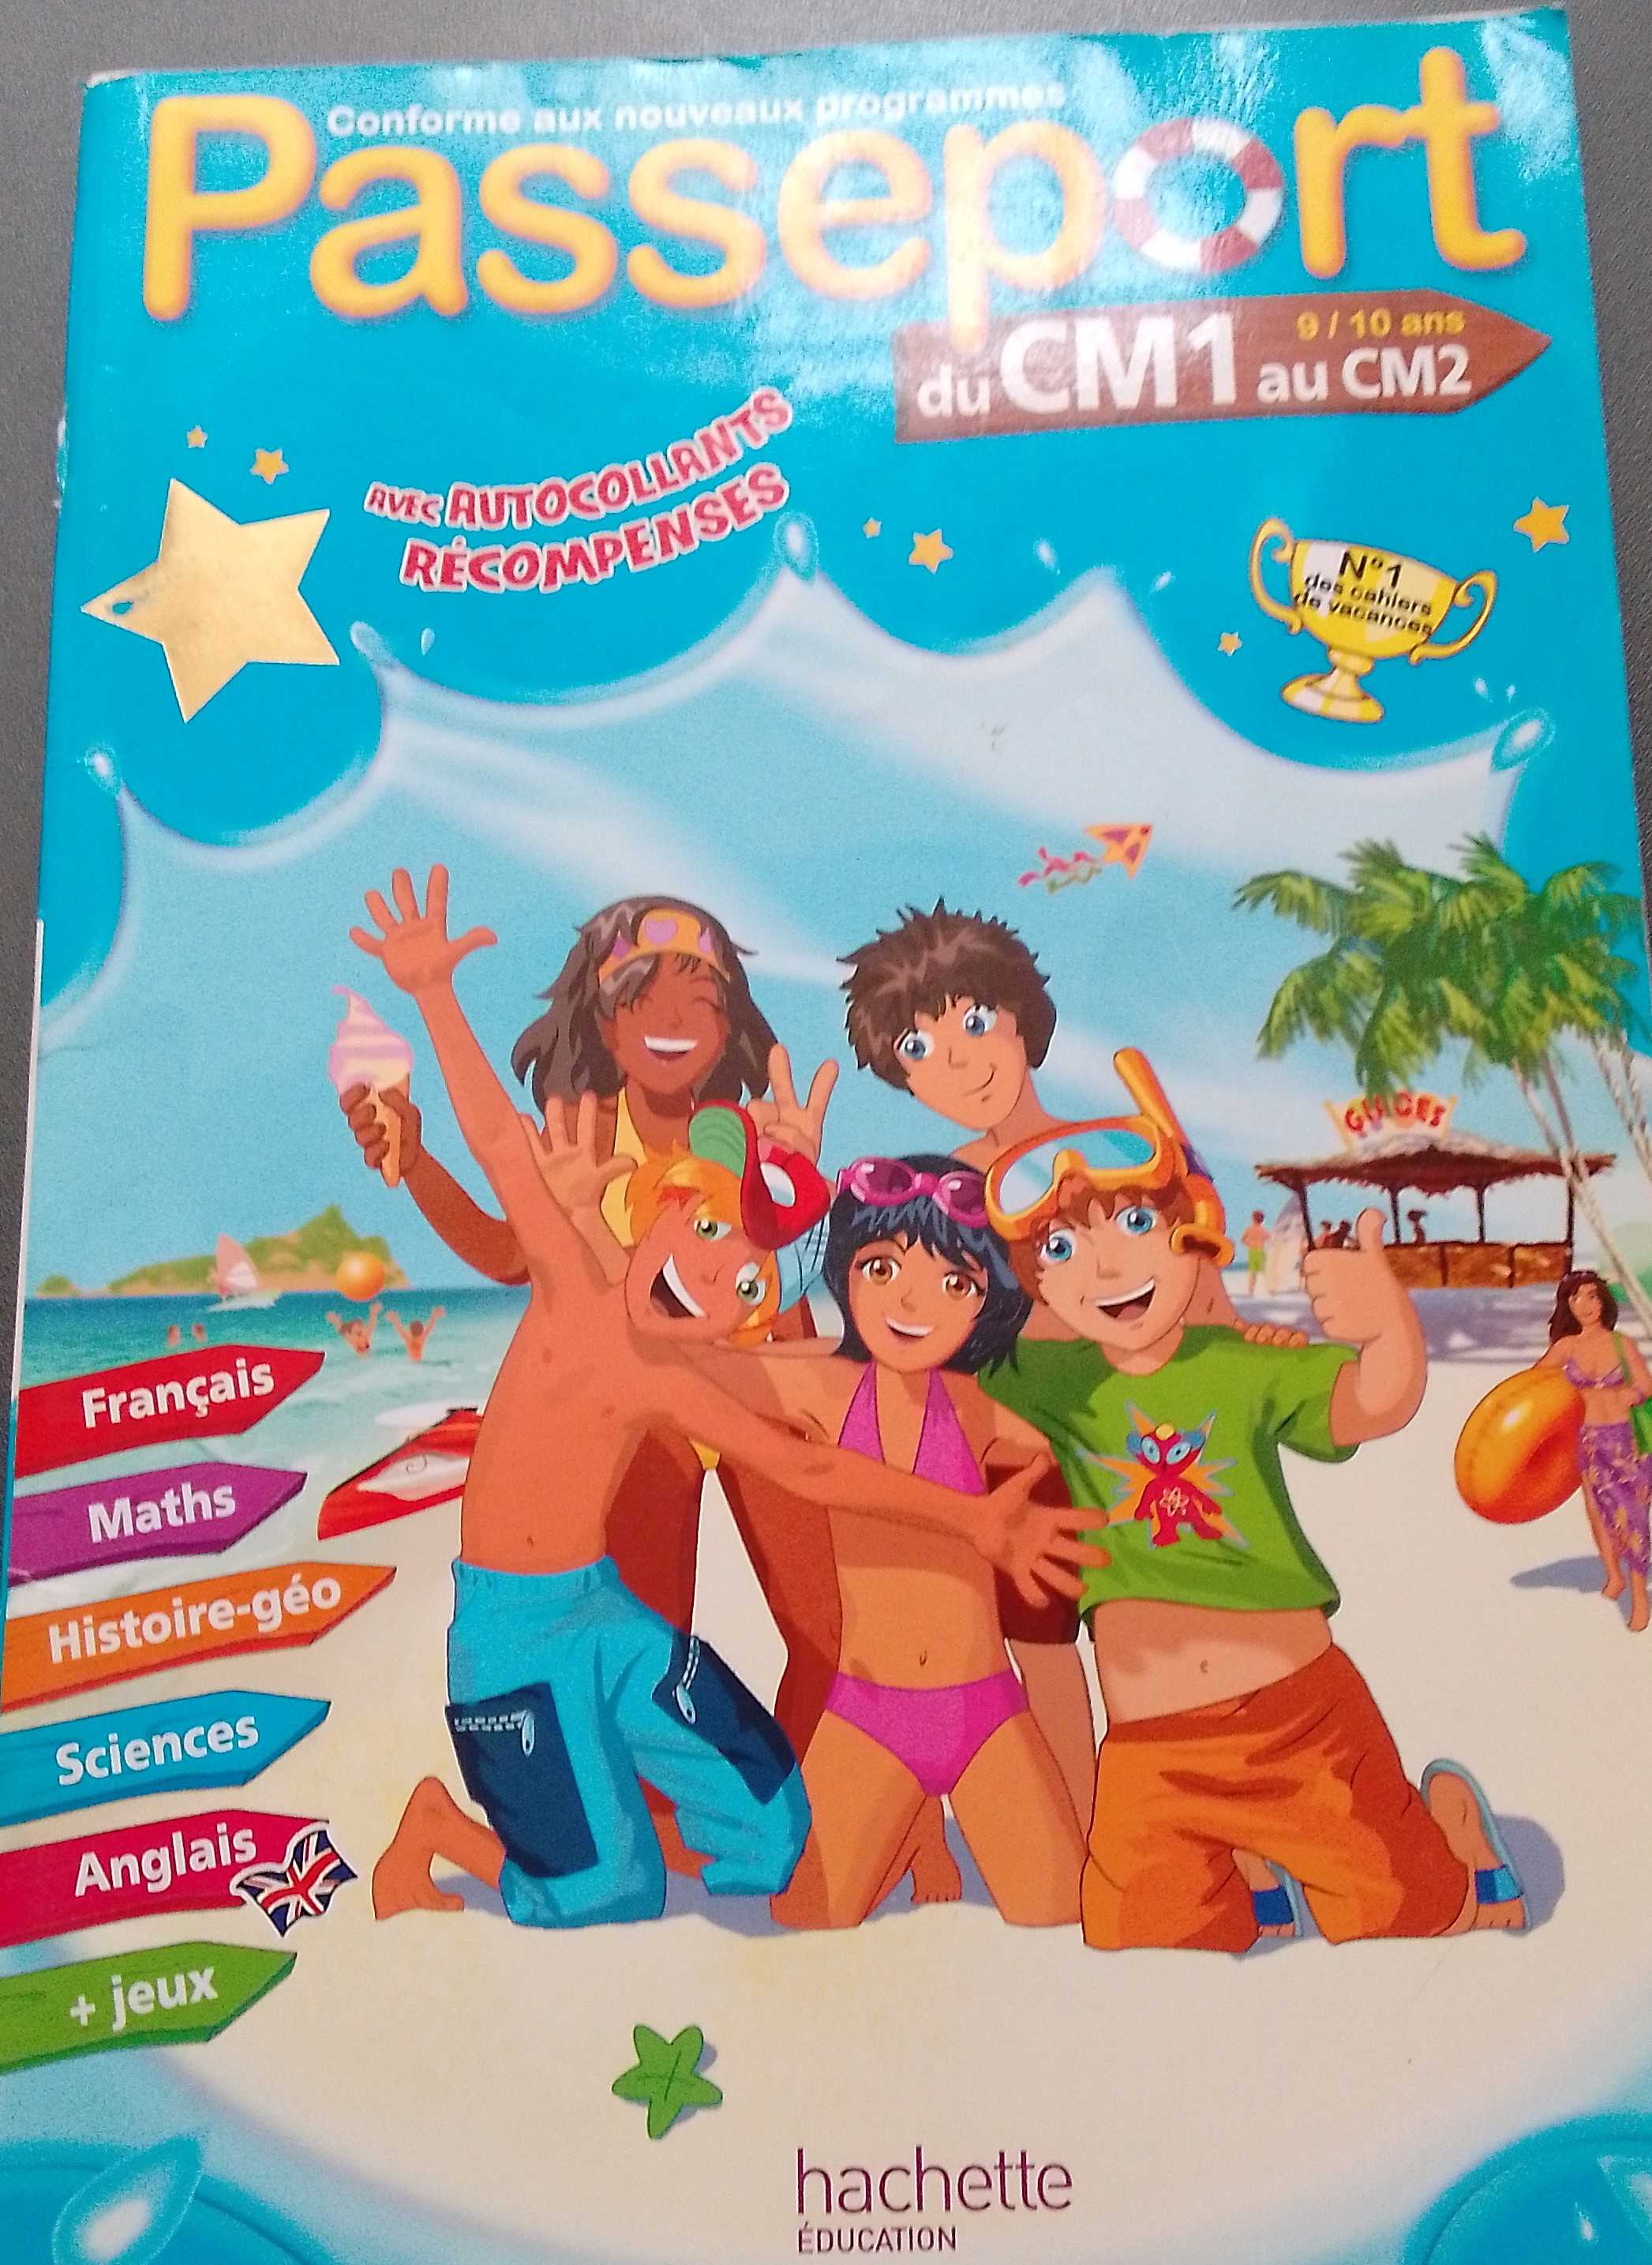 Conforme aux nouveaux programmes
Passeport
9 / 10 ans
du CM1 au CM2
AVEC AUTOCOLLANTS
RÉCOMPENSES
N°1
des cahiers
de vacances
GLACES
Français
Maths
Histoire-géo
Sciences
Anglais
+ jeux
hachette
ÉDUCATION